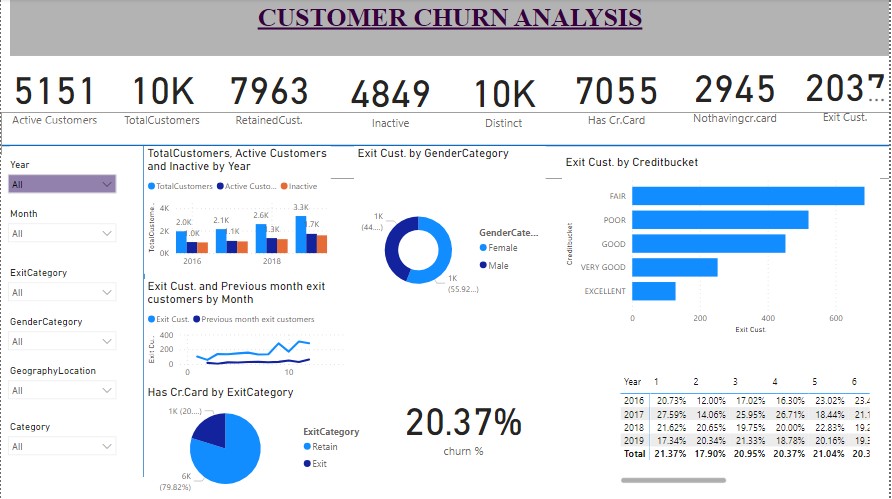 CUSTOMER CHURN ANALYSIS
5151 10K 7963 4849 10K 7055 2945 2037
Active Customers TotalCustomers RetainedCust. Inactive Distinct Has Cr.Card Nothavingcr.card Exit Cust.
...
Year
All
Month
All
ExitCategory
All
GenderCategory
All
GeographyLocation
All
Category
All
TotalCustomers, Active Customers
and Inactive by Year
TotalCustomers Active Custo... Inactive
TotalCustome...
4K
2K
0K
2.0K 2.1K 2.6K 3.3K
1.0K 1.1K 1.3K 1.7K
2016 2018
Exit Cust. and Previous month exit
customers by Month
Exit Cust. Previous month exit customers
Exit Cu...
400
200
0
0 10
Has Cr.Card by ExitCategory
1K (20....)
6K
(79.82%)
ExitCategory
Retain
Exit
Exit Cust. by GenderCategory
1K
(44....)
1K
(55.92...)
GenderCate...
Female
Male
20.37%
churn %
Exit Cust. by Creditbucket
Creditbucket
FAIR
POOR
GOOD
VERY GOOD
EXCELLENT
0 200 400 600
Exit Cust.
Year 1 2 3 4 5 6
2016 20.73% 12.00% 17.02% 16.30% 23.02% 23.4
2017 27.59% 14.06% 25.95% 26.71% 18.44% 21.1
2018 21.62% 20.65% 19.75% 20.00% 22.83% 19.2
2019 17.34% 20.34% 21.33% 18.78% 20.16% 19.3
Total 21.37% 17.90% 20.95% 20.37% 21.04% 20.3